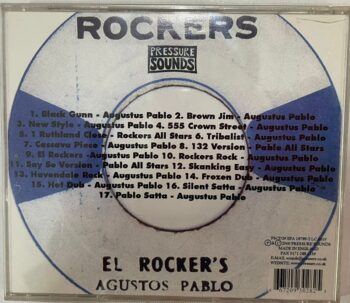 ROCKERS
PRESSURE
SOUNDS
1. Black Gunn - Augustus Pablo 2. Brown Jim - Augustus Pablo
3. New Style - Augustus Pablo 4. 555 Crown Street - Augustus Pablo
5. 1 Ruthland Close - Rockers All Stars 6. Tribalist - Augustus Pablo
7. Cassava Piece - Augustus Pablo 8. 132 Version - Pablo All Stars
9. El Rockers - Augustus Pablo 10. Rockers Rock - Augustus Pablo
11. Say So Version - Pablo All Stars 12. Skanking Easy - Augustus Pablo
13. Havendale Rock - Augustus Pablo 14. Frozen Dub - Augustus Pablo
15. Hot Dub - Augustus Pablo 16. Silent Satta - Augustus Pablo
17. Pablo Satta - Augustus Pablo
EL ROCKER'S
AGUSTOS PABLO
PRESSURE SOUNDS
MADE IN ENGLAND